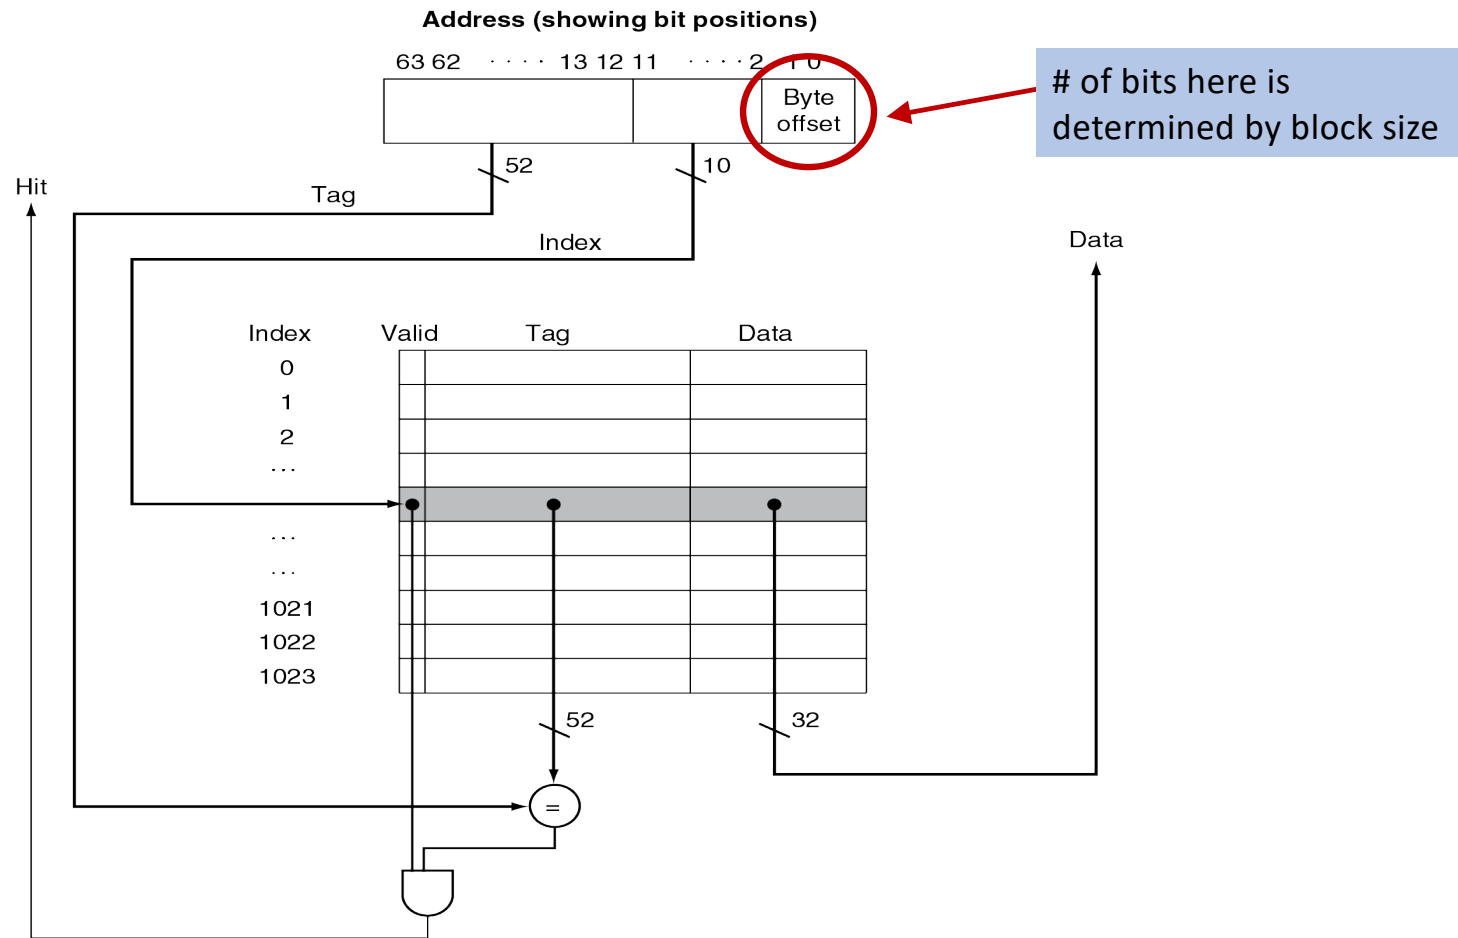 Address (showing bit positions)
63 62 · · · · 13 12 11 · · · · 2 1 0
Byte
offset
# of bits here is
determined by block size
52
10
Hit
Tag
Index
Data
Index Valid Tag Data
0
1
2
...
...
...
1021
1022
1023
52
32
=